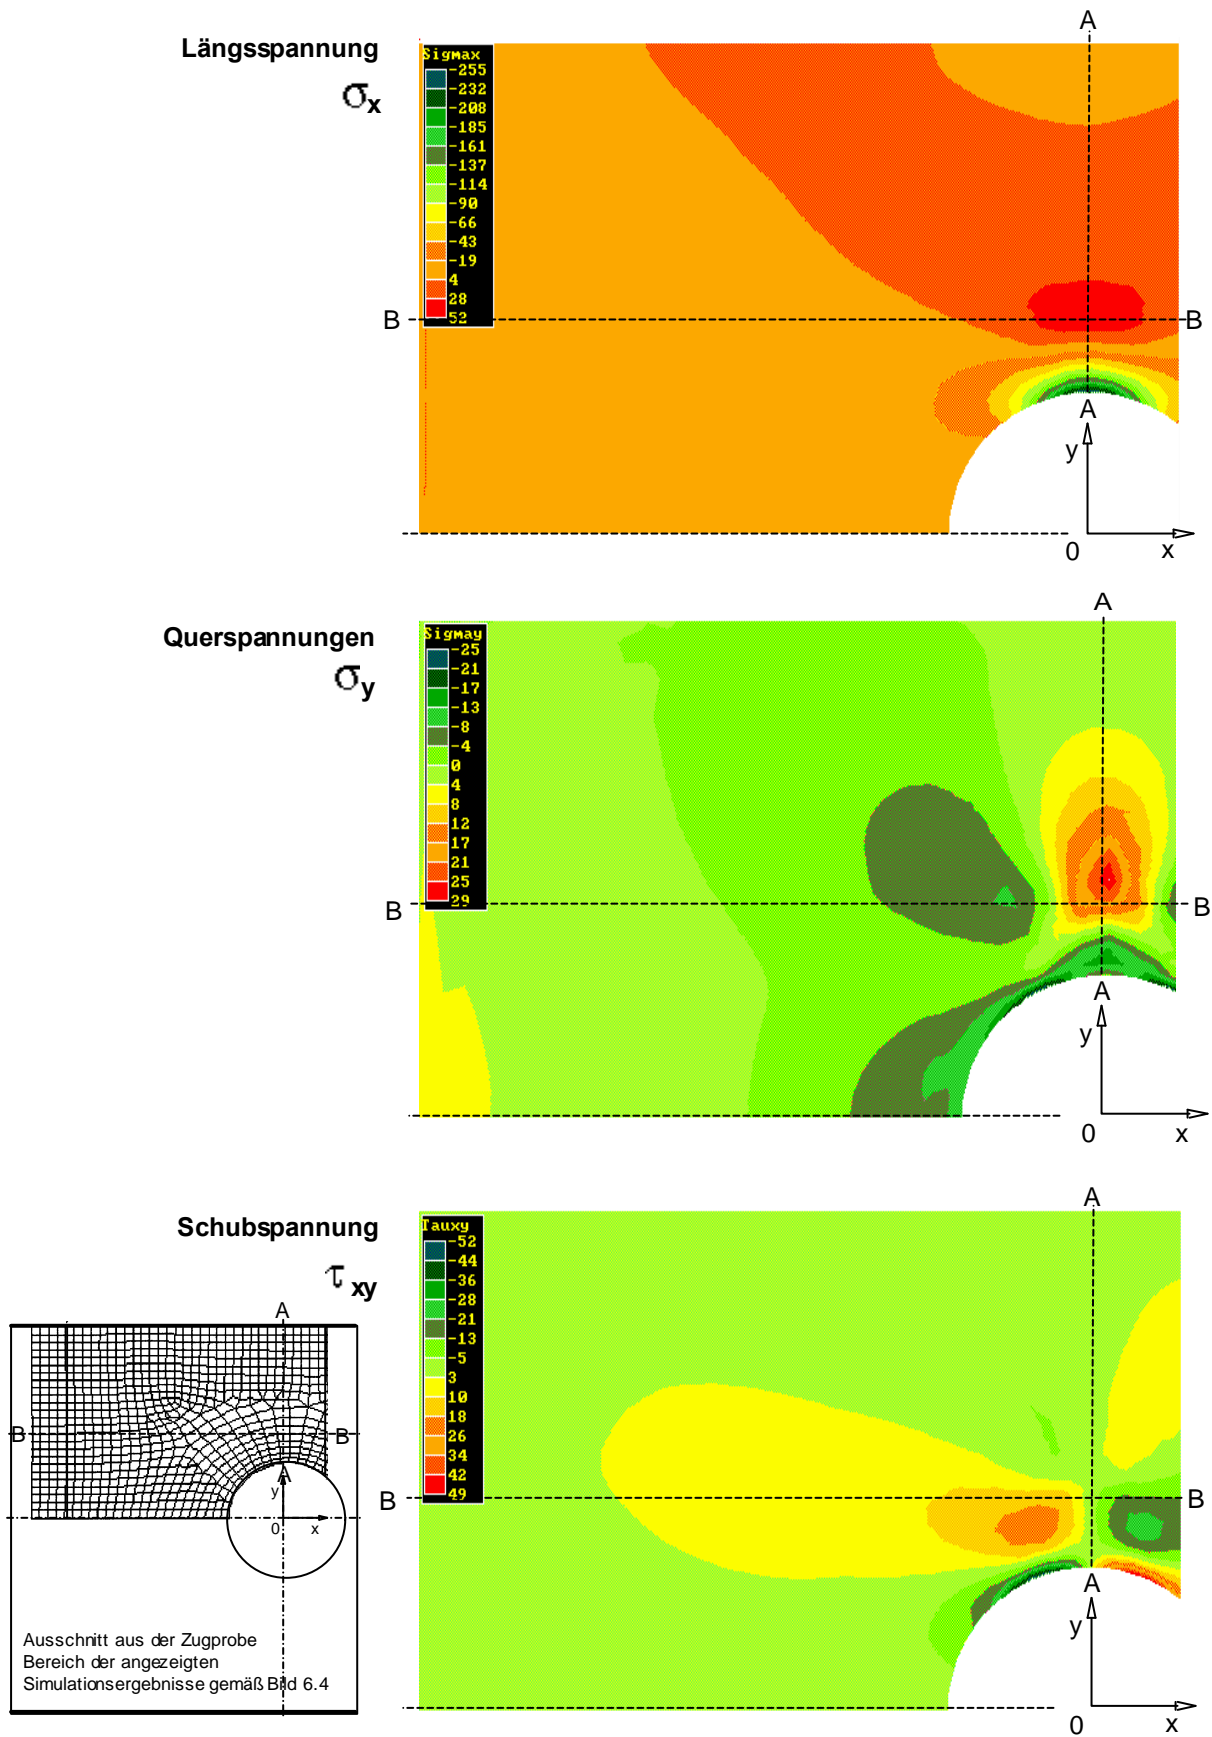 A
Längsspannung
σx
Sigmax
-255
-232
-208
-185
-161
-137
-114
-90
-66
-43
-19
4
28
52
B
B
A
y
0
x
A
Querspannungen
σy
Sigmay
-25
-21
-17
-13
-8
-4
0
4
8
12
17
21
25
29
B
B
A
y
0
x
A
Schubspannung
τxy
Tauxy
-52
-44
-36
-28
-21
-13
-5
3
10
18
26
34
42
49
B
B
A
y
0
x
A
B
B
A
y
0
x
Ausschnitt aus der Zugprobe
Bereich der angezeigten
Simulationsergebnisse gemäß Bild 6.4